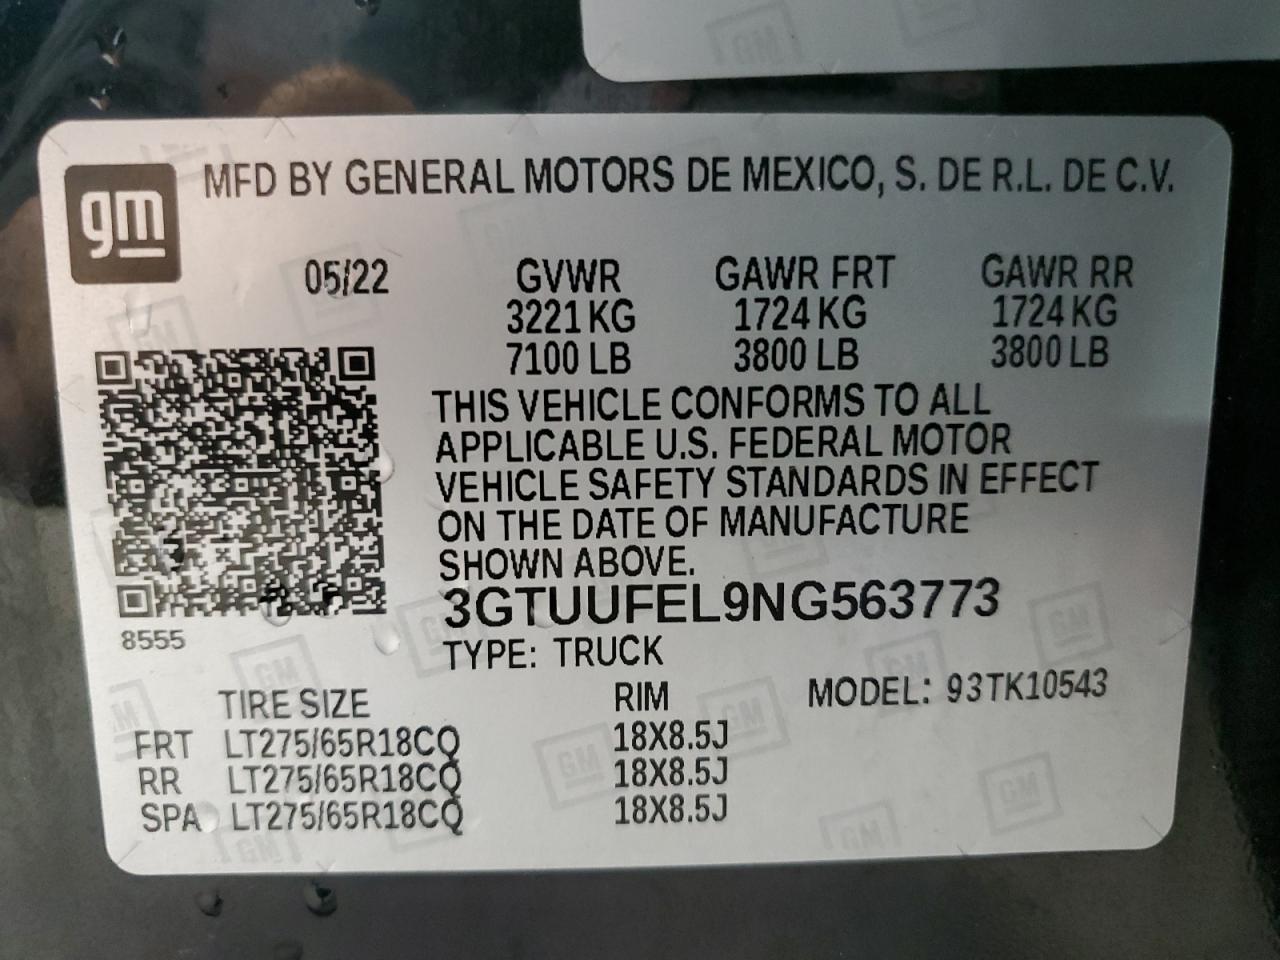 gm
MFD BY GENERAL MOTORS DE MEXICO, S. DE R.L. DE C.V.
05/22 GVWR GAWR FRT GAWR RR
3221 KG 1724 KG 1724 KG
7100 LB 3800 LB 3800 LB
THIS VEHICLE CONFORMS TO ALL
APPLICABLE U.S. FEDERAL MOTOR
VEHICLE SAFETY STANDARDS IN EFFECT
ON THE DATE OF MANUFACTURE
SHOWN ABOVE.
3GTUUFEL9NG563773
8555
TYPE: TRUCK
TIRE SIZE RIM MODEL: 93TK10543
FRT LT275/65R18CQ 18X8.5J
RR LT275/65R18CQ 18X8.5J
SPA LT275/65R18CQ 18X8.5J